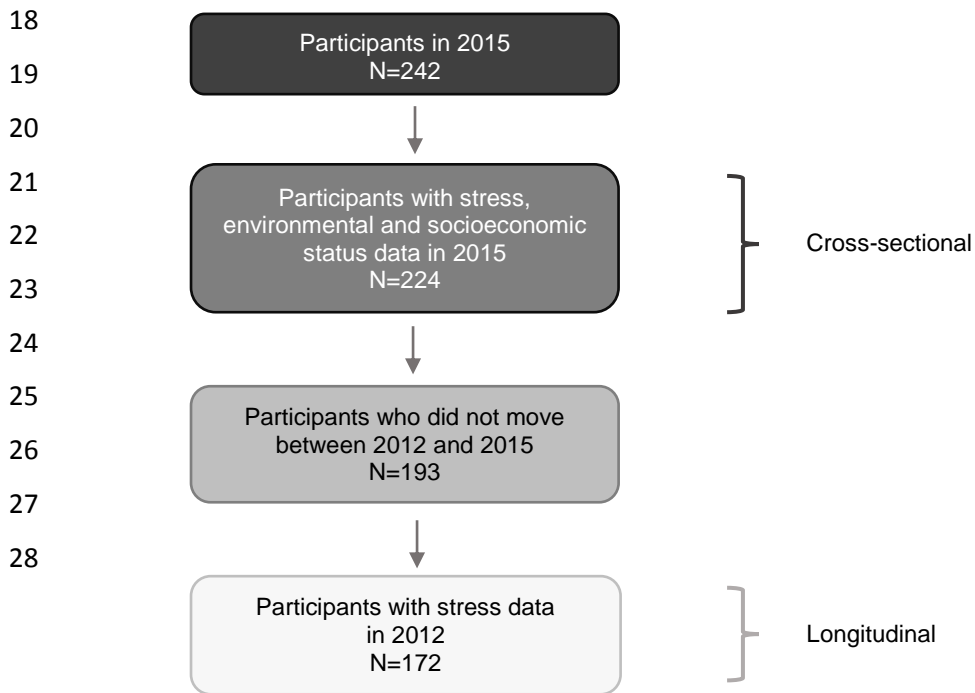 18
Participants in 2015
19
N=242
20
21
Participants with stress,
22
environmental and socioeconomic
status data in 2015
Cross-sectional
23
N=224
24
25
Participants who did not move
26
between 2012 and 2015
N=193
27
28
Participants with stress data
in 2012
Longitudinal
N=172